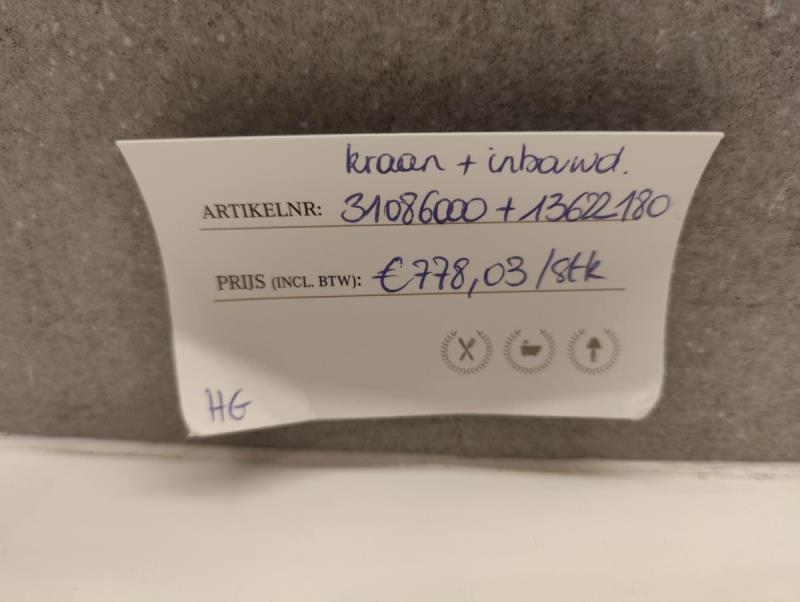 kraan + inbouwd.
ARTIKELNR: 31086000 + 13622180
PRIJS (INCL. BTW): €778,03/stk
HG